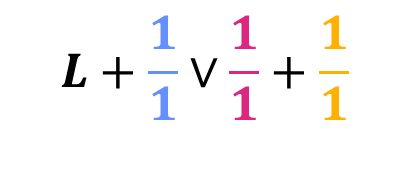 L + 1/1 ∨ 1/1 + 1/1